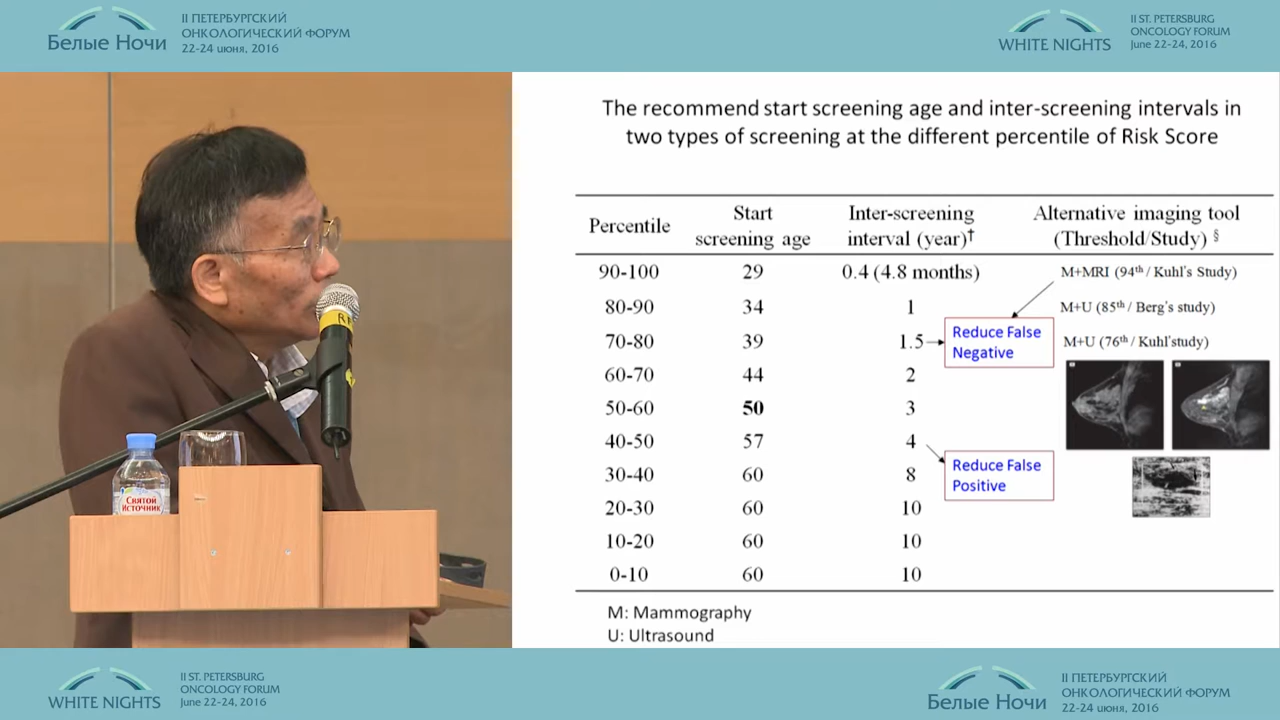 II ПЕТЕРБУРГСКИЙ
ОНКОЛОГИЧЕСКИЙ ФОРУМ
Белые Ночи
22-24 июня, 2016
II ST. PETERSBURG
ONCOLOGY FORUM
WHITE NIGHTS
June 22-24, 2016
The recommend start screening age and inter-screening intervals in
two types of screening at the different percentile of Risk Score
Percentile
Start
screening age
Inter-screening
interval (year)†
Alternative imaging tool
(Threshold/Study) §
90-100 29 0.4 (4.8 months) M+MRI (94th / Kuhl's Study)
80-90 34 1 M+U (85th / Berg's study)
70-80 39 1.5 M+U (76th / Kuhl'study)
Reduce False
Negative
60-70 44 2
50-60 50 3
40-50 57 4
Reduce False
Positive
30-40 60 8
20-30 60 10
10-20 60 10
0-10 60 10
M: Mammography
U: Ultrasound
Святой
Источник
II ST. PETERSBURG
ONCOLOGY FORUM
WHITE NIGHTS
June 22-24, 2016
II ПЕТЕРБУРГСКИЙ
ОНКОЛОГИЧЕСКИЙ ФОРУМ
Белые Ночи
22-24 июня, 2016